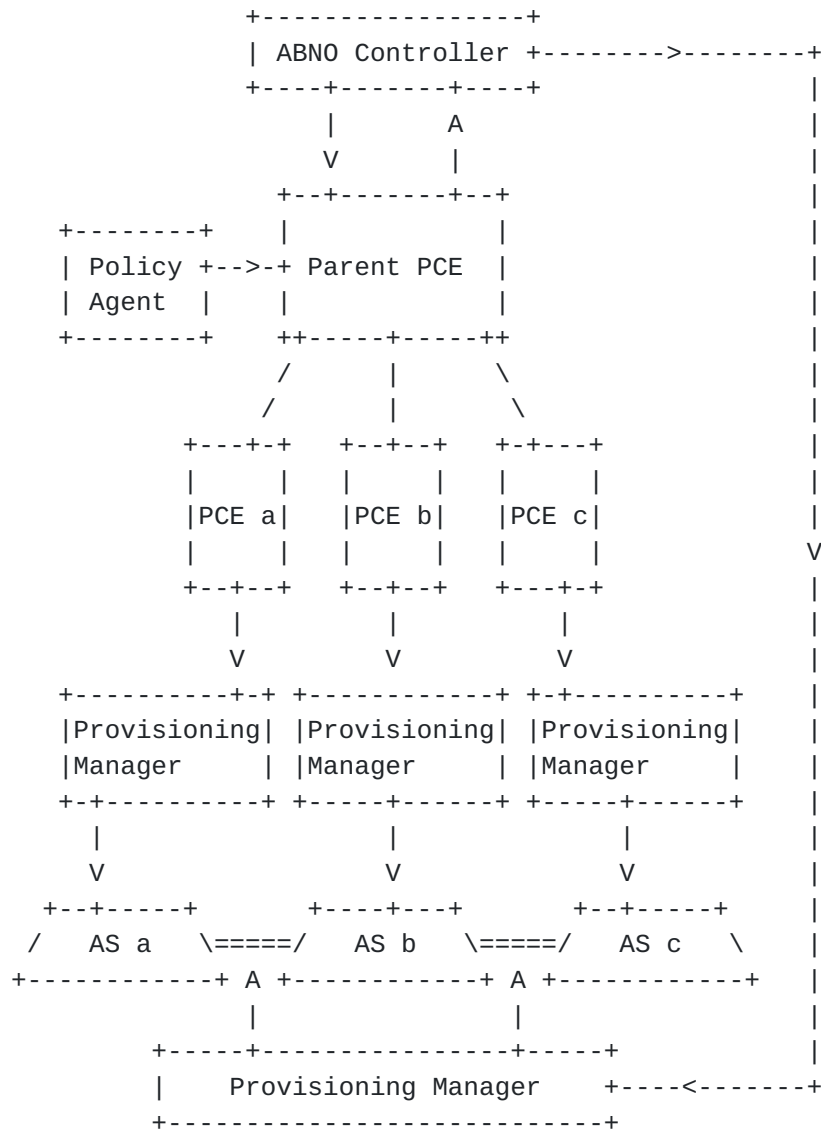 ABNO Controller
A
V
Policy
Parent PCE
Agent
PCE a
PCE b
PCE c
V
V
V
V
Provisioning
Provisioning
Provisioning
Manager
Manager
Manager
V
V
V
AS a
AS b
AS c
A
A
Provisioning Manager